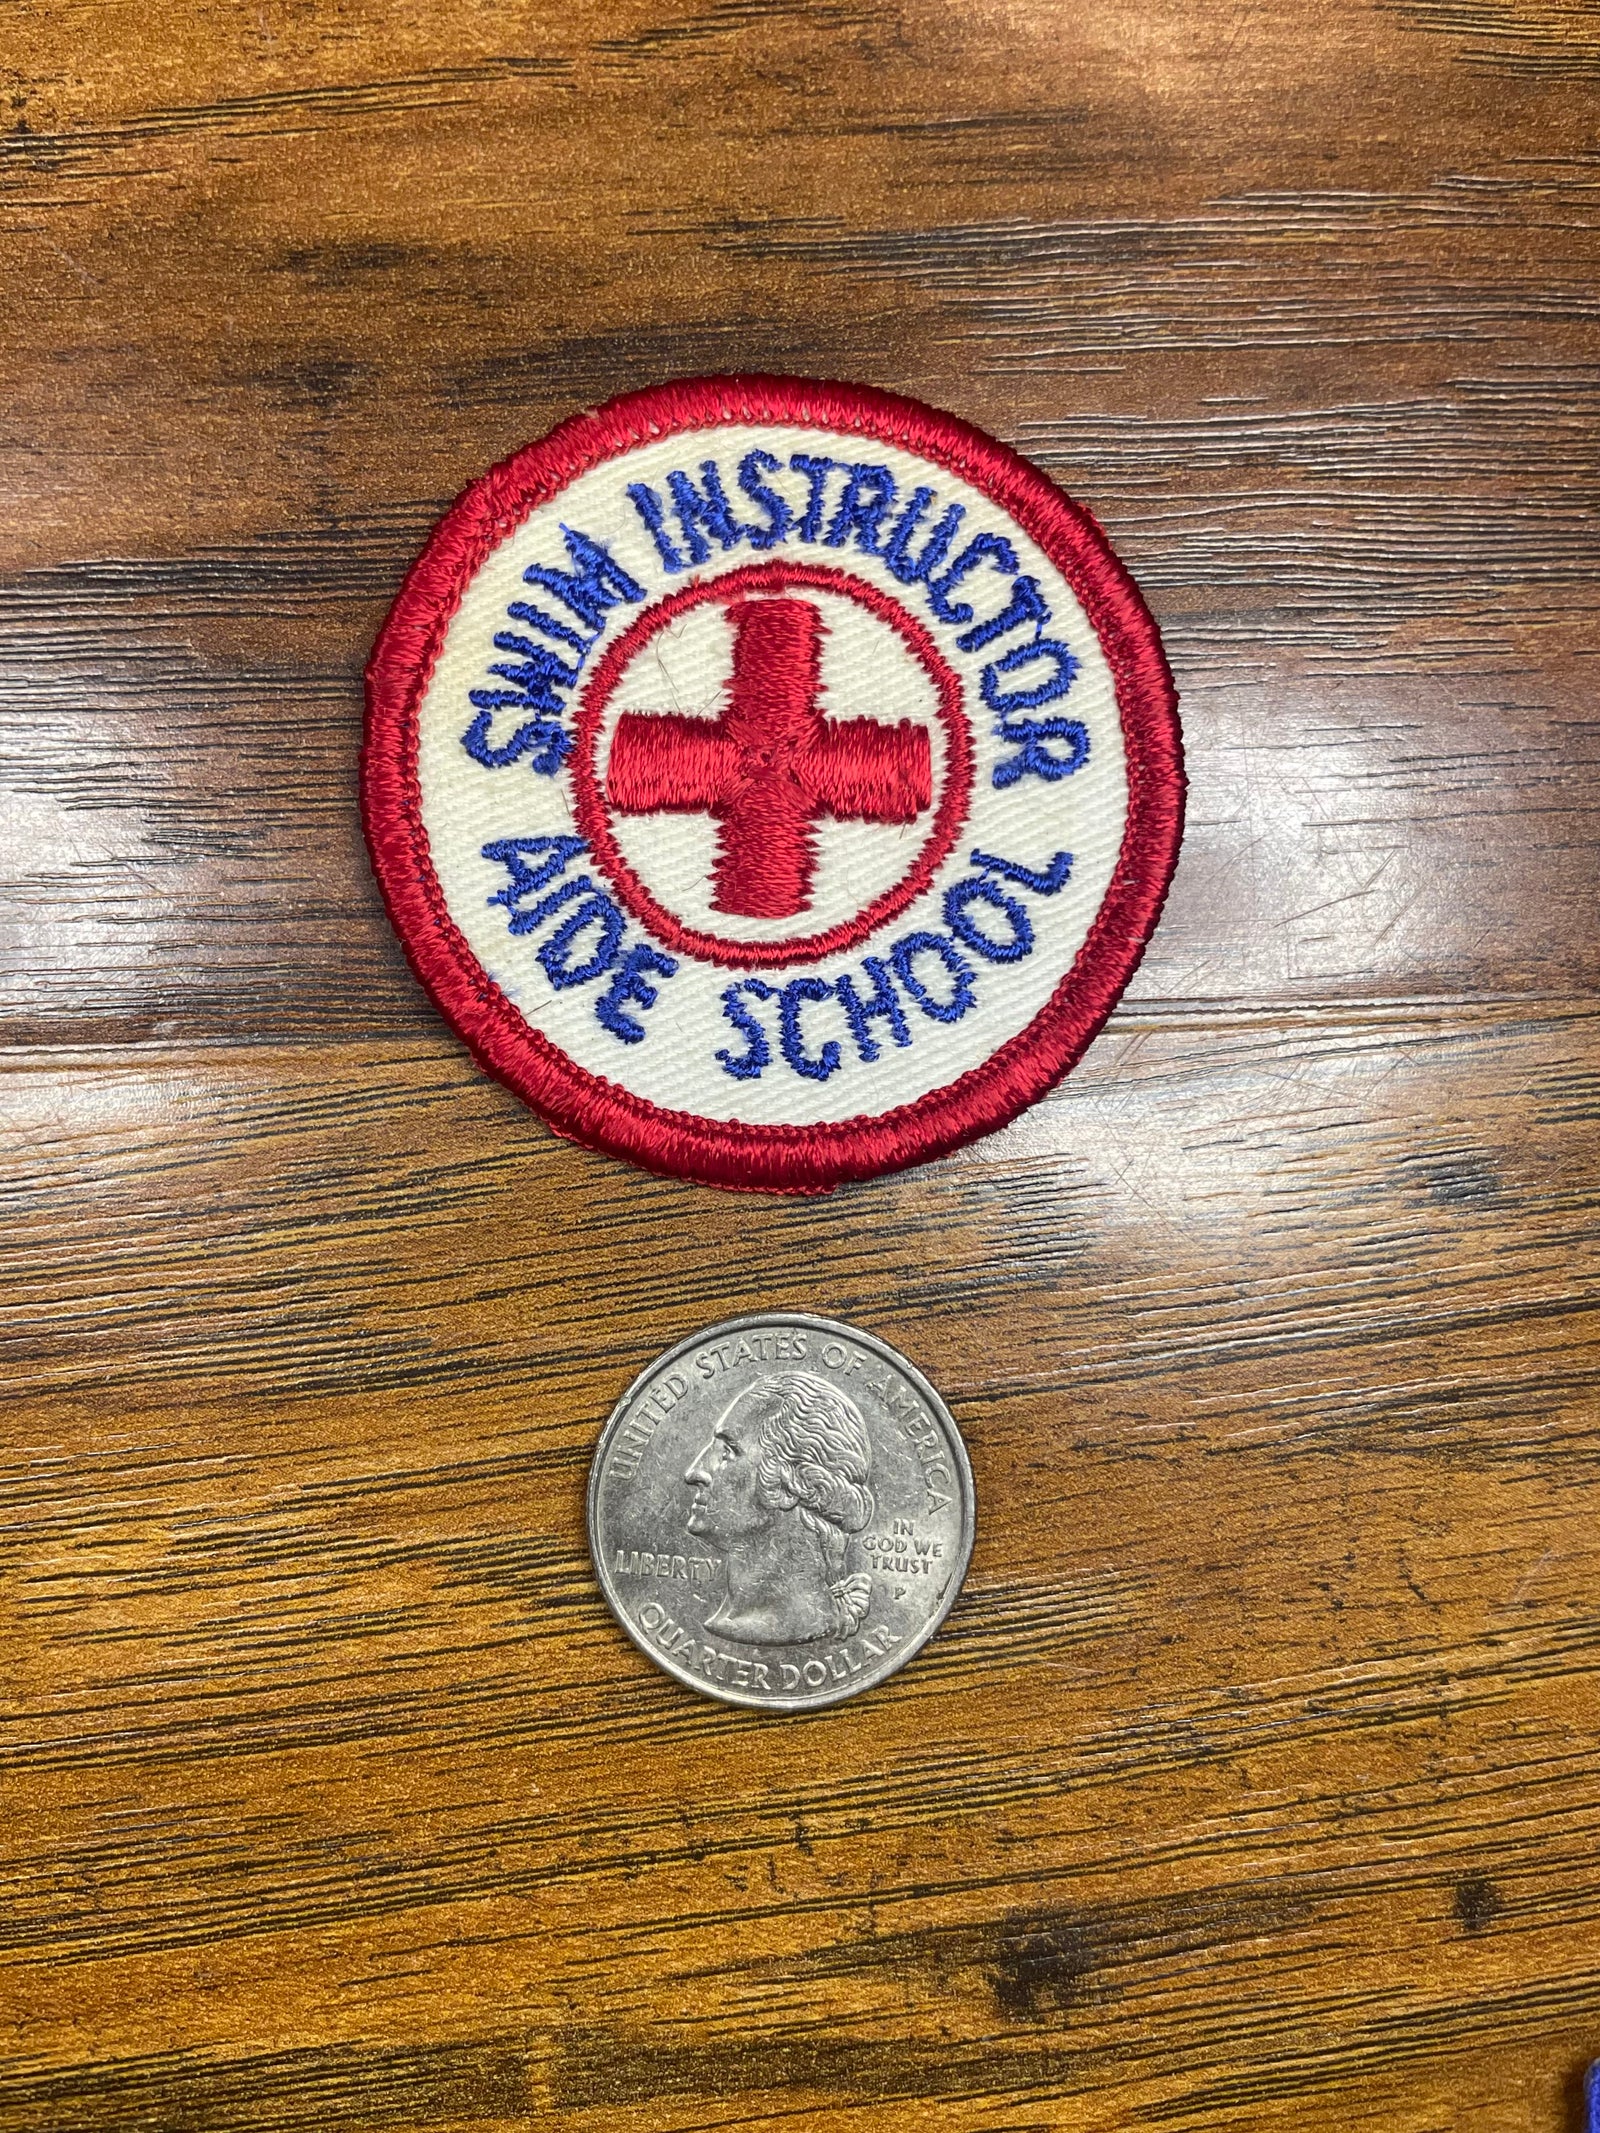 SWIM INSTRUCTOR
AIDE SCHOOL
UNITED STATES OF AMERICA
LIBERTY
IN
GOD WE
TRUST
P
QUARTER DOLLAR